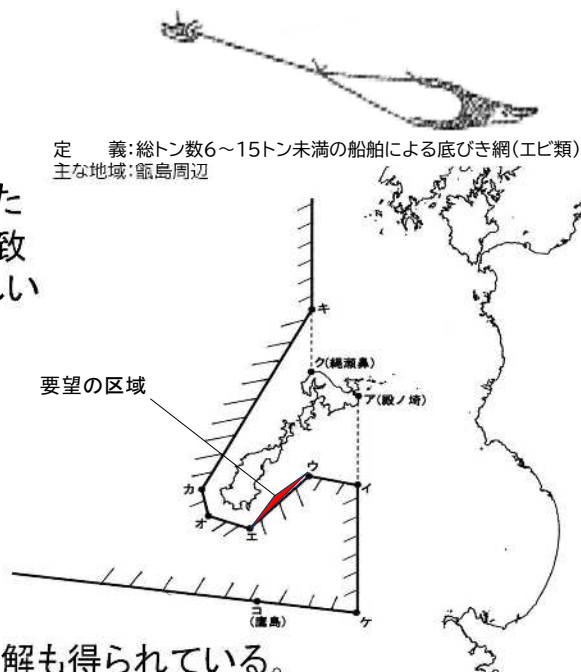 定　　義：総トン数6～15トン未満の船舶による底びき網(エビ類)
主な地域：甑島周辺
た
致
しい
キ
ク(縄瀬鼻)
要望の区域
ア(殿ノ埼)
ウ
イ
カ
オ
エ
コ
(鷹島)
ケ
解も得られている。